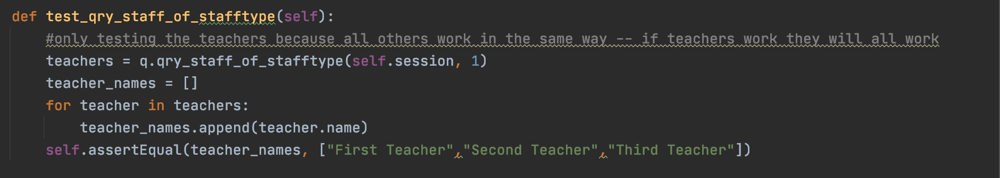 def test_qry_staff_of_stafftype(self):
#only testing the teachers because all others work in the same way -- if teachers work they will all work
teachers = q.qry_staff_of_stafftype(self.session, 1)
teacher_names = []
for teacher in teachers:
teacher_names.append(teacher.name)
self.assertEqual(teacher_names, ["First Teacher","Second Teacher","Third Teacher"])